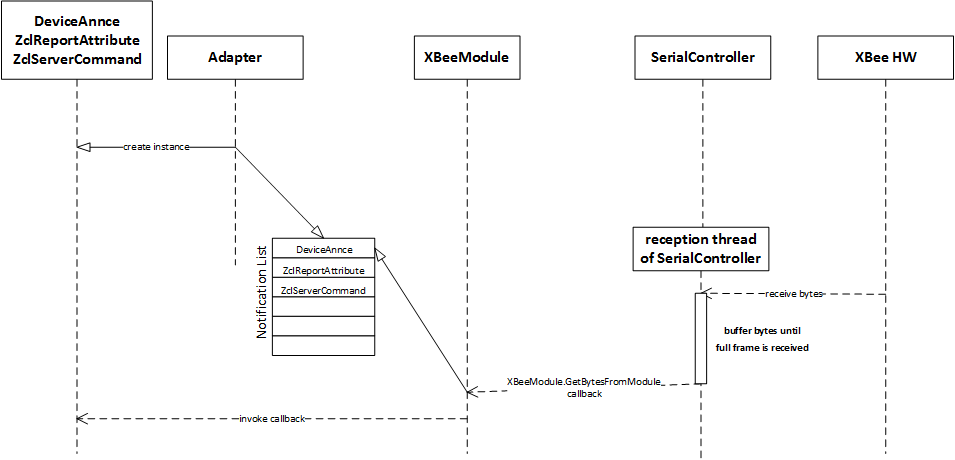 DeviceAnnce
ZclReportAttribute
ZclServerCommand
Adapter
XBeeModule
SerialController
XBee HW
create instance
Notification List
DeviceAnnce
ZclReportAttribute
ZclServerCommand
reception thread
of SerialController
receive bytes
buffer bytes until
full frame is received
XBeeModule.GetBytesFromModule
callback
invoke callback